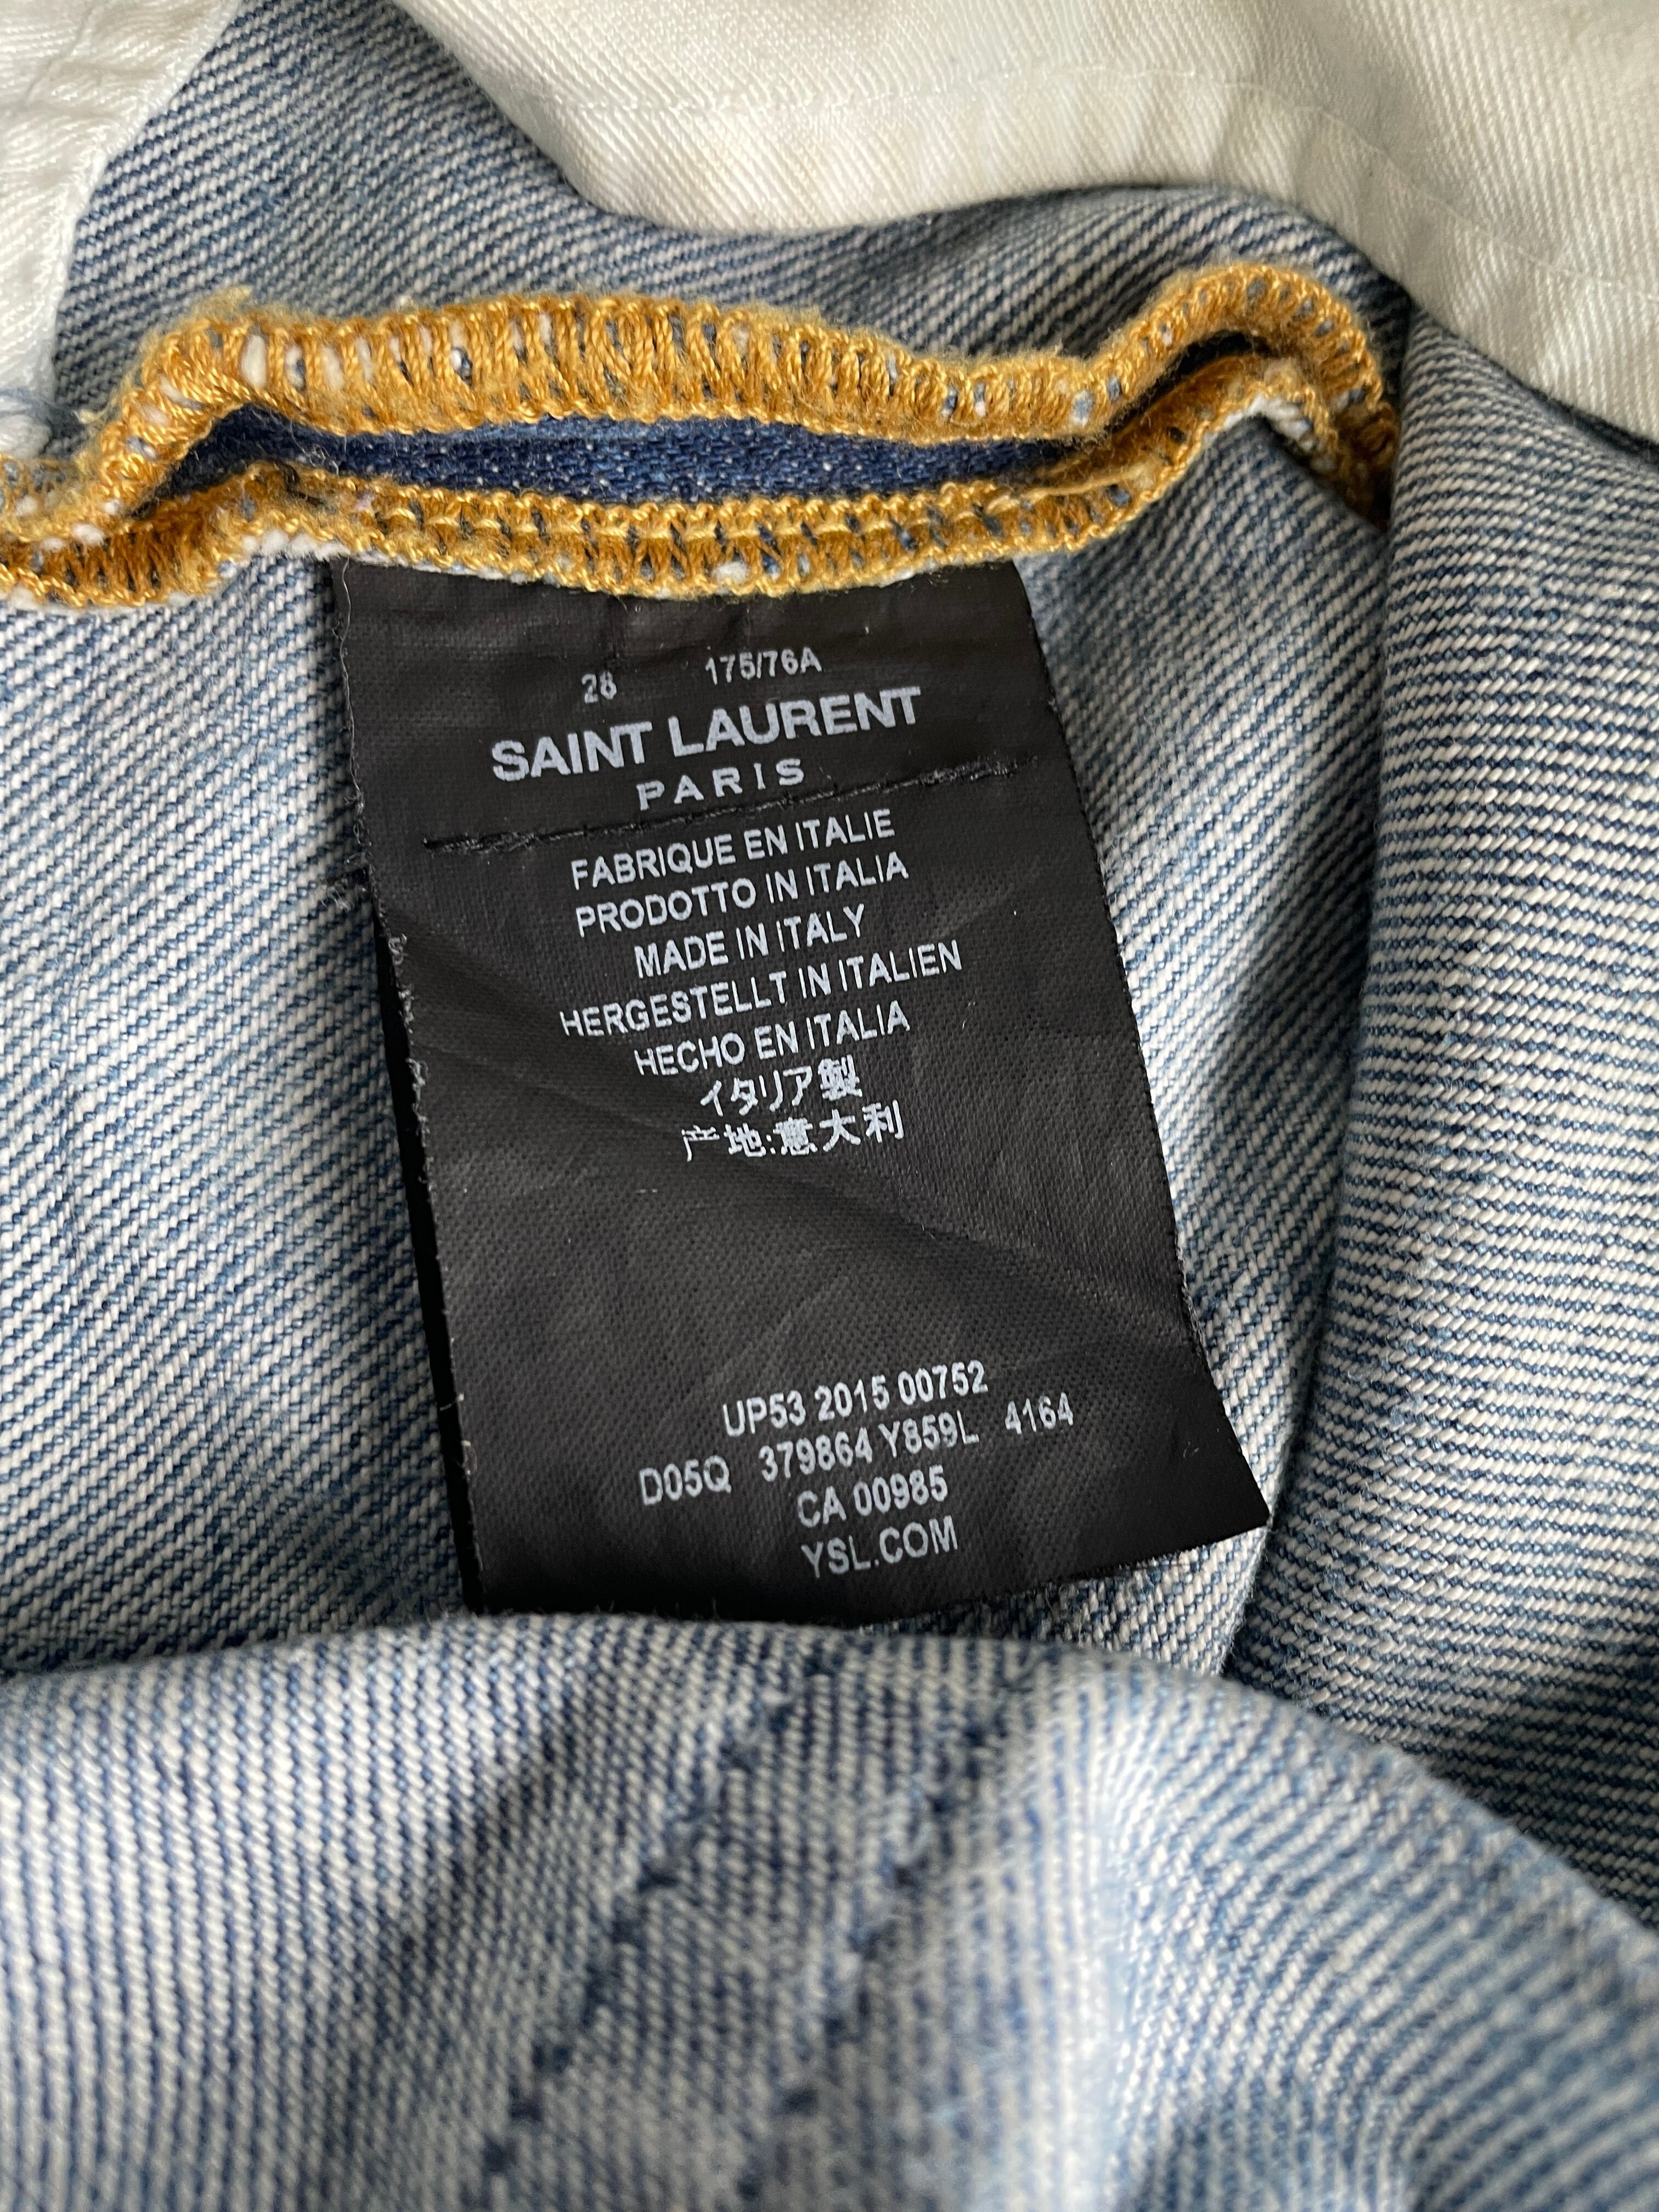 28 175/76A
SAINT LAURENT
PARIS
FABRIQUE EN ITALIE
PRODOTTO IN ITALIA
MADE IN ITALY
HERGESTELLT IN ITALIEN
HECHO EN ITALIA
イタリア製
产地:意大利
UP53 2015 00752
D05Q 379864 Y859L 4164
CA 00985
YSL.COM